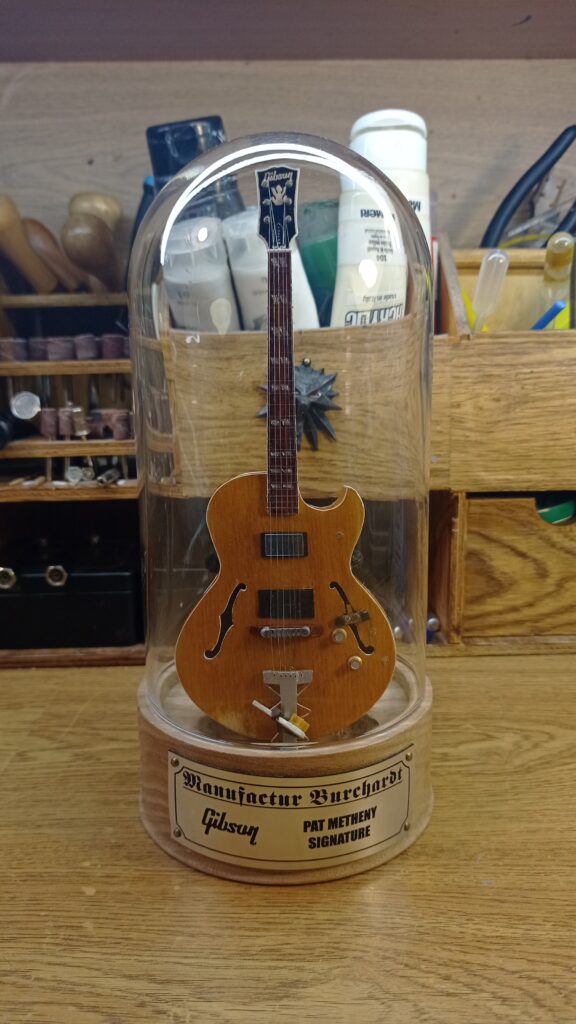 Gibson
Manufactur Burchardt
Gibson
PAT METHENY
SIGNATURE